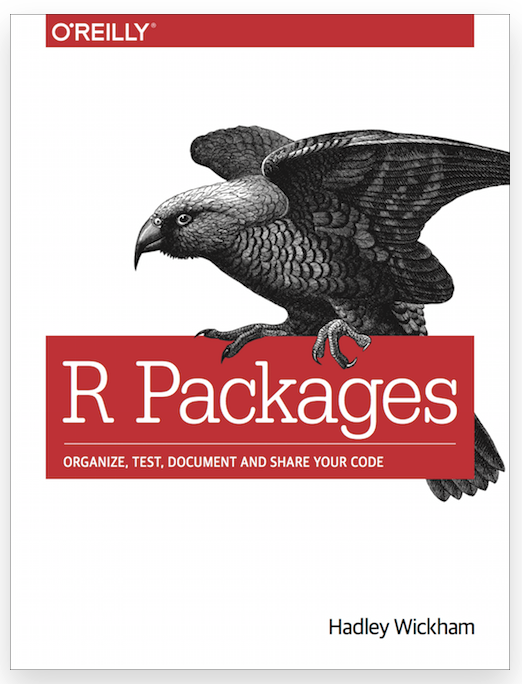 O'REILLY®
R Packages
ORGANIZE, TEST, DOCUMENT AND SHARE YOUR CODE
Hadley Wickham